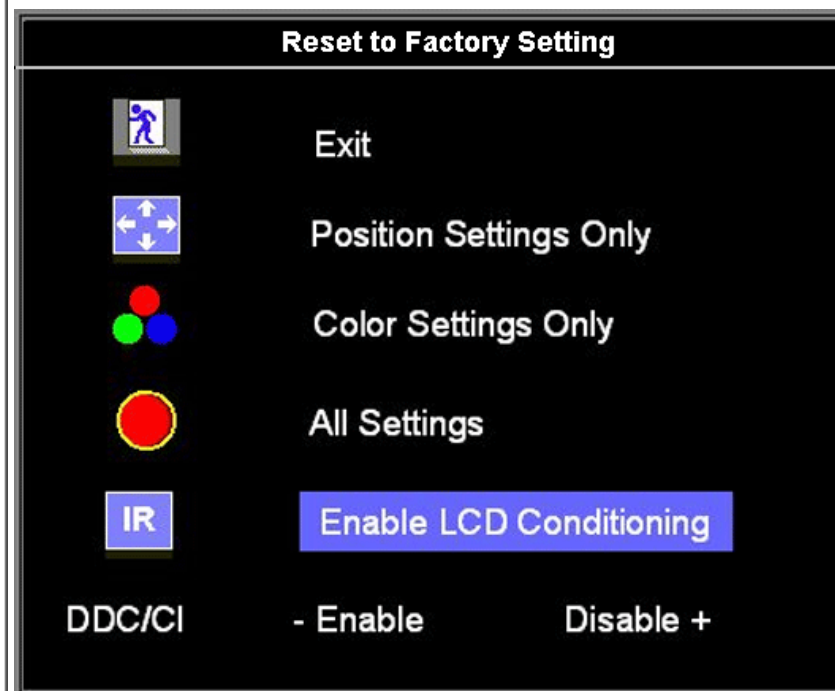 Reset to Factory Setting
Exit
Position Settings Only
Color Settings Only
All Settings
IR Enable LCD Conditioning
DDC/CI - Enable Disable +